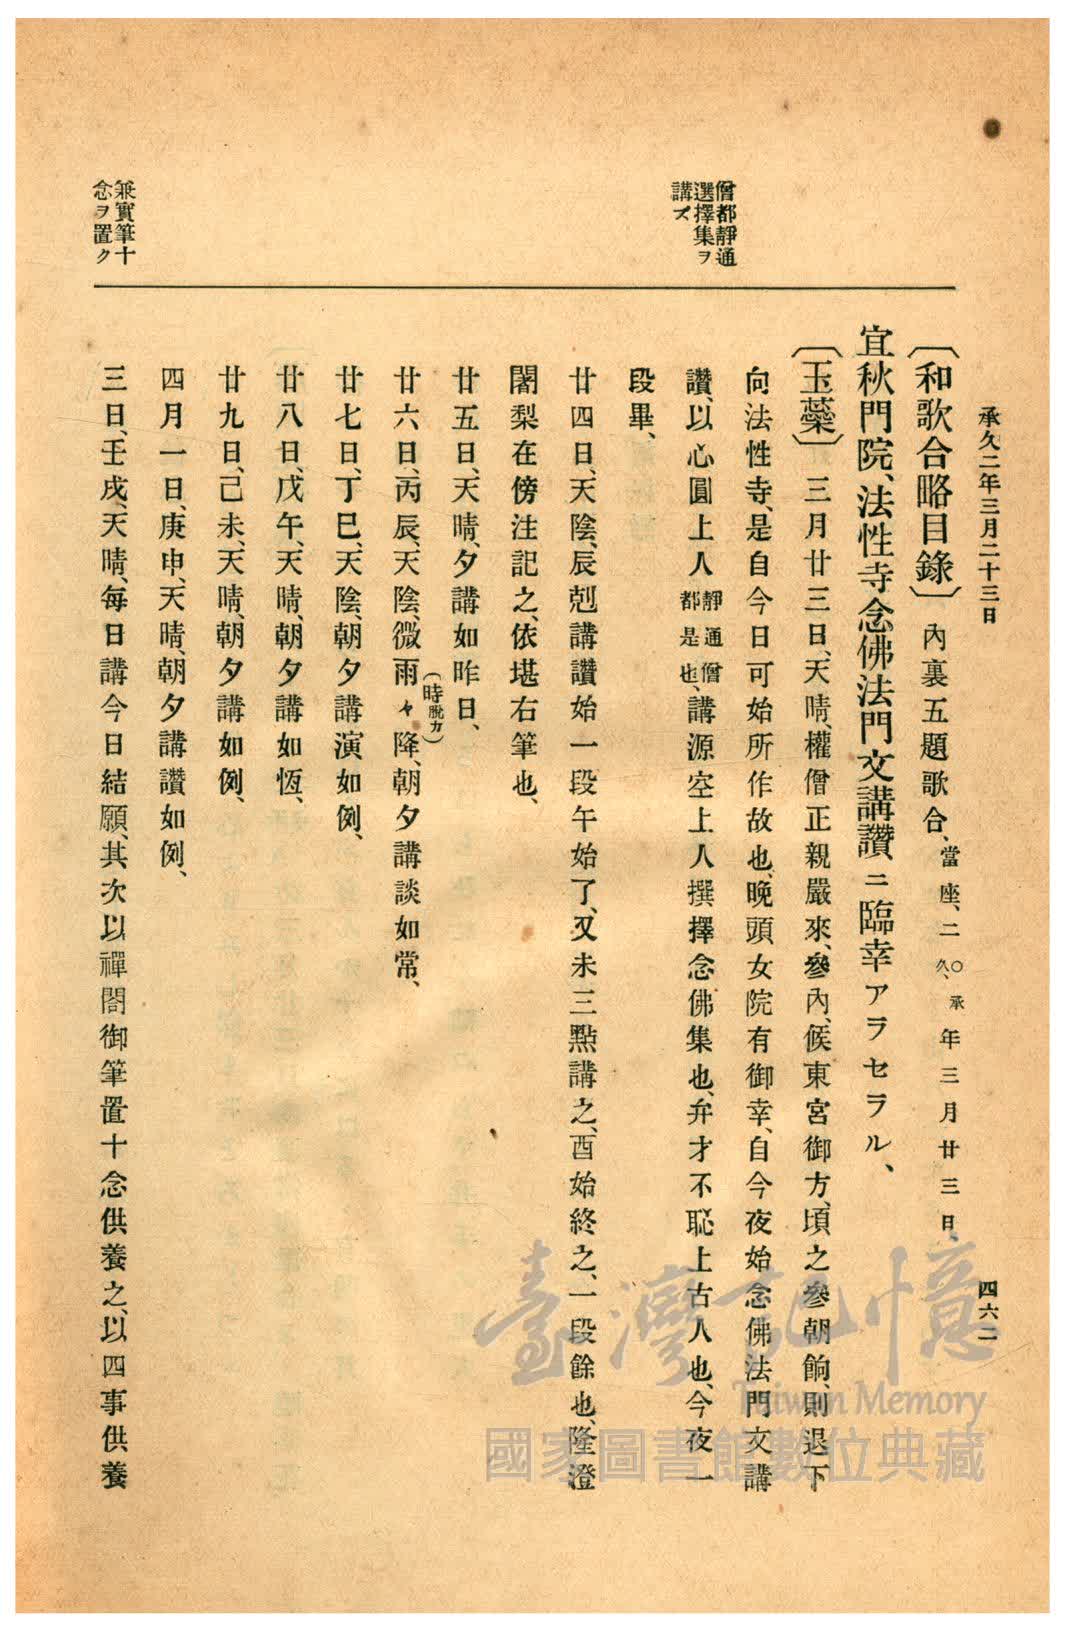 承久二年三月二十三日
四六二
僧都靜通
選擇集ヲ
講ズ
兼實筆十
念ヲ置ク
〔和歌合略目錄〕內裏五題歌合、當座、二〇承久、年三月廿三日、
宜秋門院、法性寺念佛法門文講讚ニ臨幸アラセラル、
〔玉蘂〕三月廿三日、天晴、權僧正親嚴來、參內、候東宮御方、頃之參朝餉、則退下
向法性寺、是自今日可始所作故也、晚頭女院有御幸、自今夜始念佛法門文講
讚、以心圓上人靜通僧都是也、講源空上人撰擇念佛集也、弁才不恥上古人也、今夜一
段畢、
廿四日、天陰、辰剋講讚始一段午始了、又未三點講之、酉始終之、一段餘也、隆澄
闍梨在傍注記之、依堪右筆也、
廿五日、天晴、夕講如昨日、
廿六日、丙辰、天陰、微雨々(時脫カ)降、朝夕講談如常、
廿七日、丁巳、天陰、朝夕講演如例、
廿八日、戊午、天晴、朝夕講如恆、
廿九日、己未、天晴、朝夕講如例、
四月一日、庚申、天晴、朝夕講讚如例、
三日、壬戌、天晴、每日講今日結願、其次以禪閤御筆置十念供養之、以四事供養
臺灣記憶
Taiwan Memory
國家圖書館數位典藏